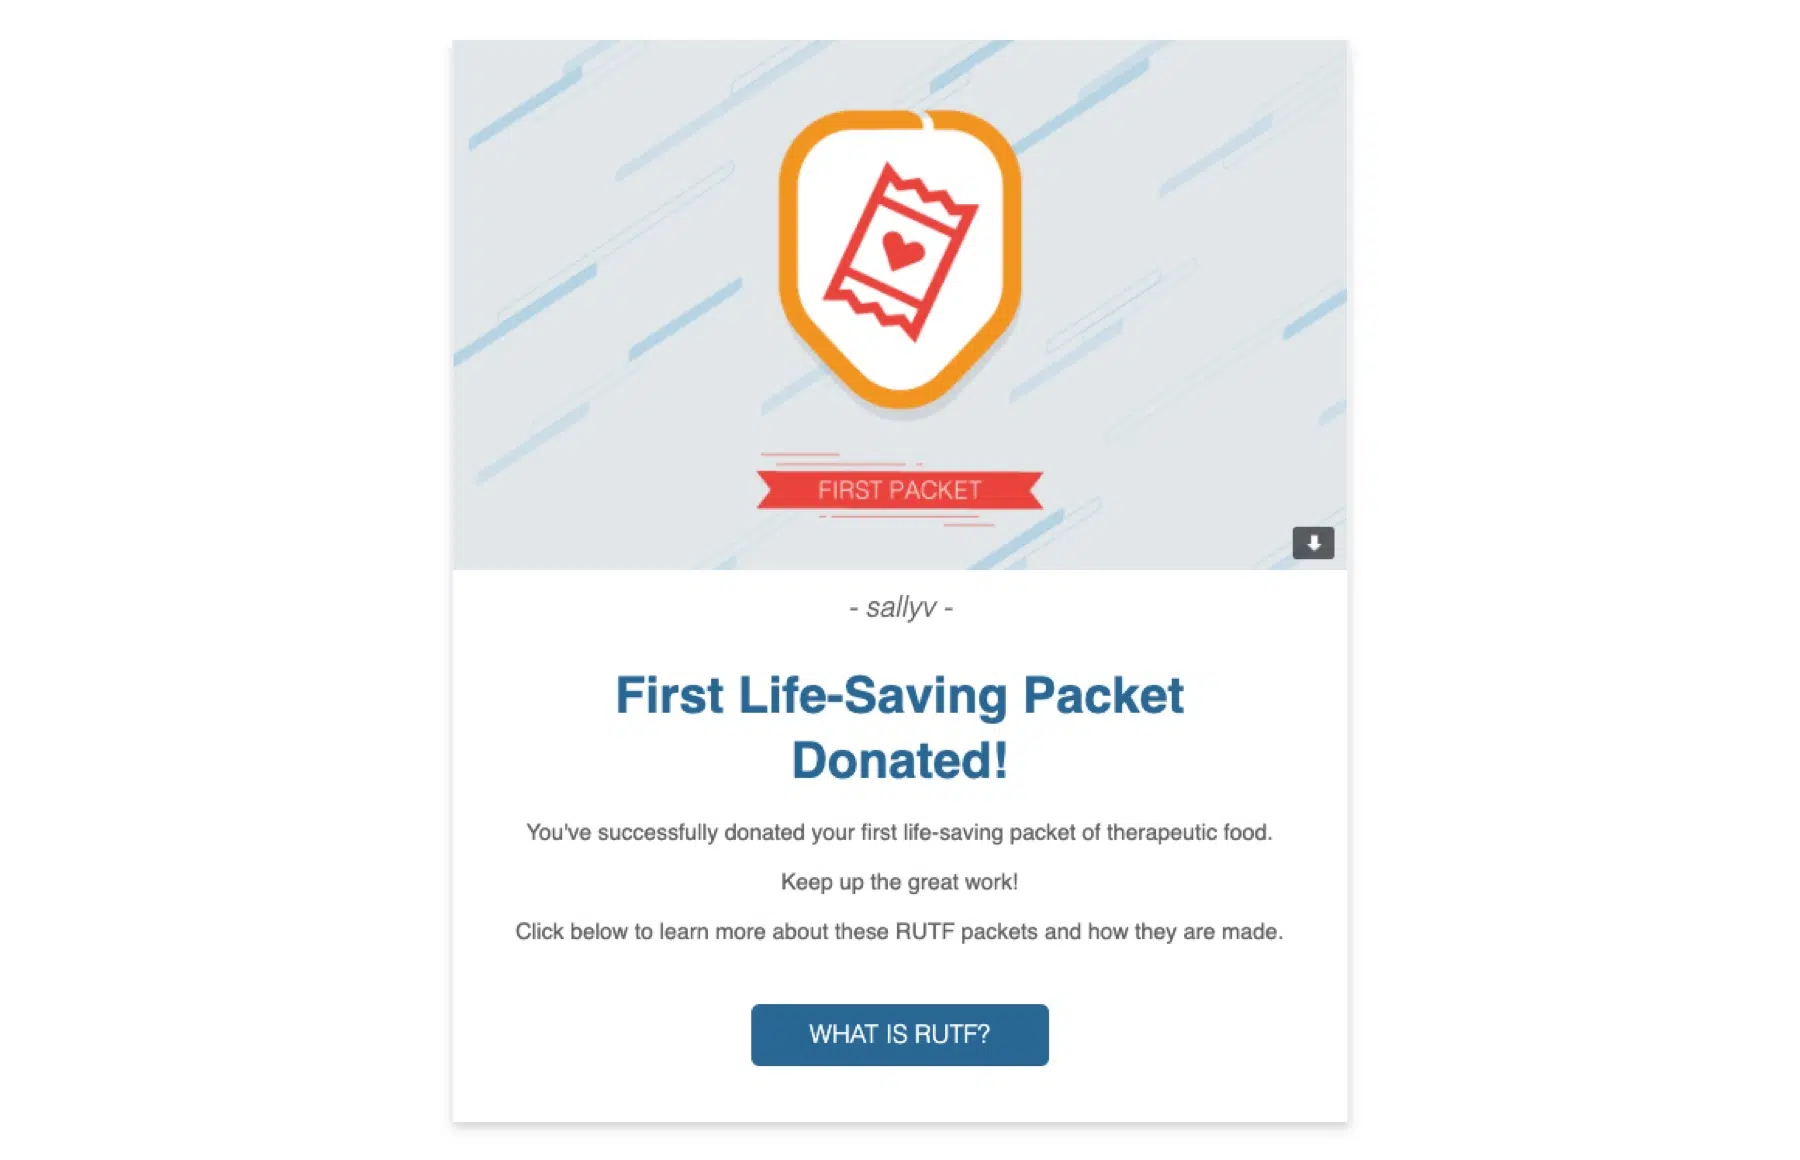 FIRST PACKET
- sallyv -
First Life-Saving Packet
Donated!
You've successfully donated your first life-saving packet of therapeutic food.
Keep up the great work!
Click below to learn more about these RUTF packets and how they are made.
WHAT IS RUTF?